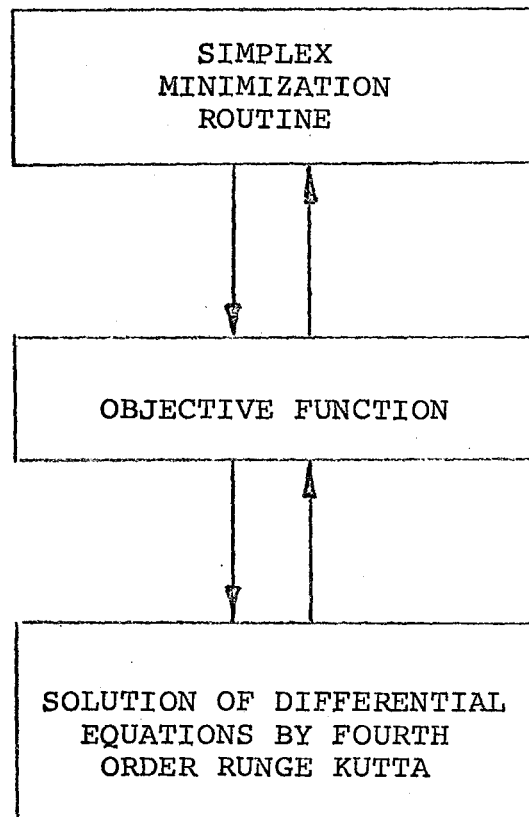 SIMPLEX
MINIMIZATION
ROUTINE
OBJECTIVE FUNCTION
SOLUTION OF DIFFERENTIAL
EQUATIONS BY FOURTH
ORDER RUNGE KUTTA